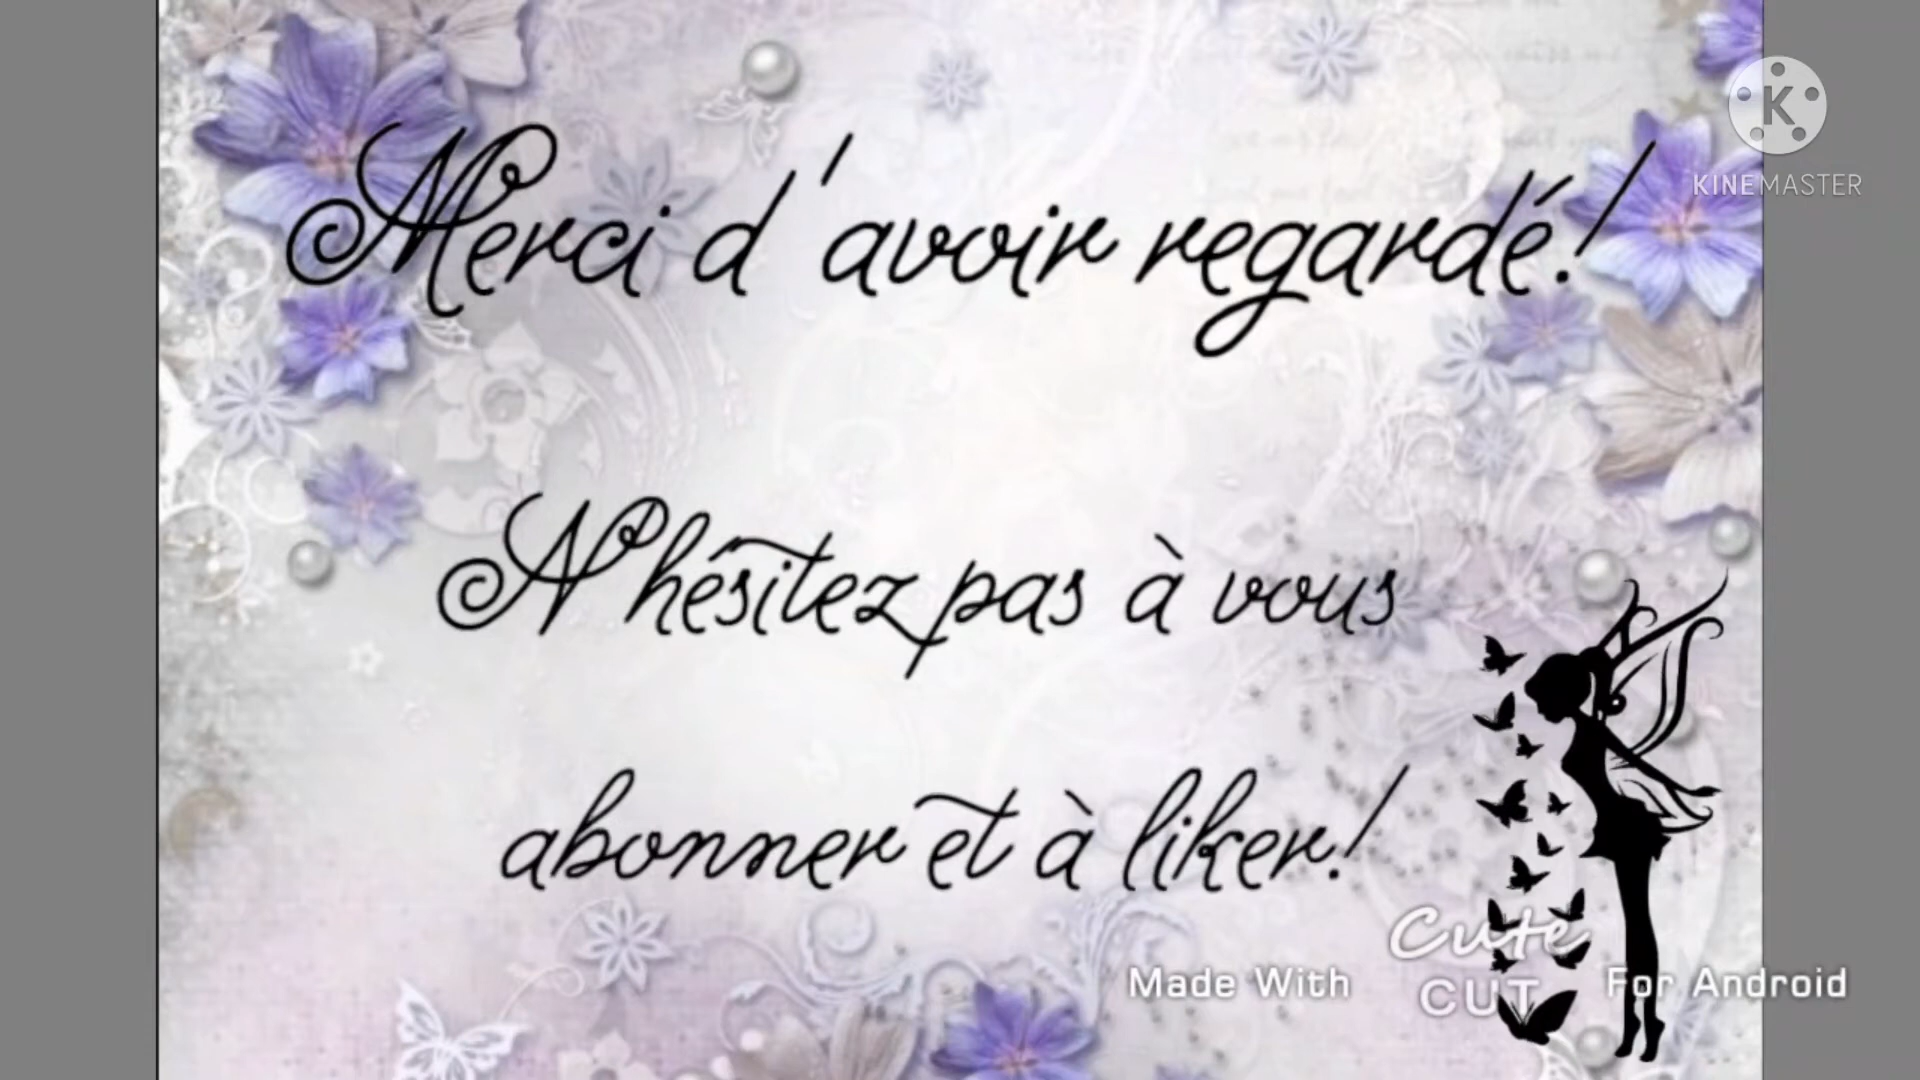 K
KINEMASTER
Merci d'avoir regardé!
N'hésitez pas à vous
abonner et à liker!
Made With Cute CUT For Android